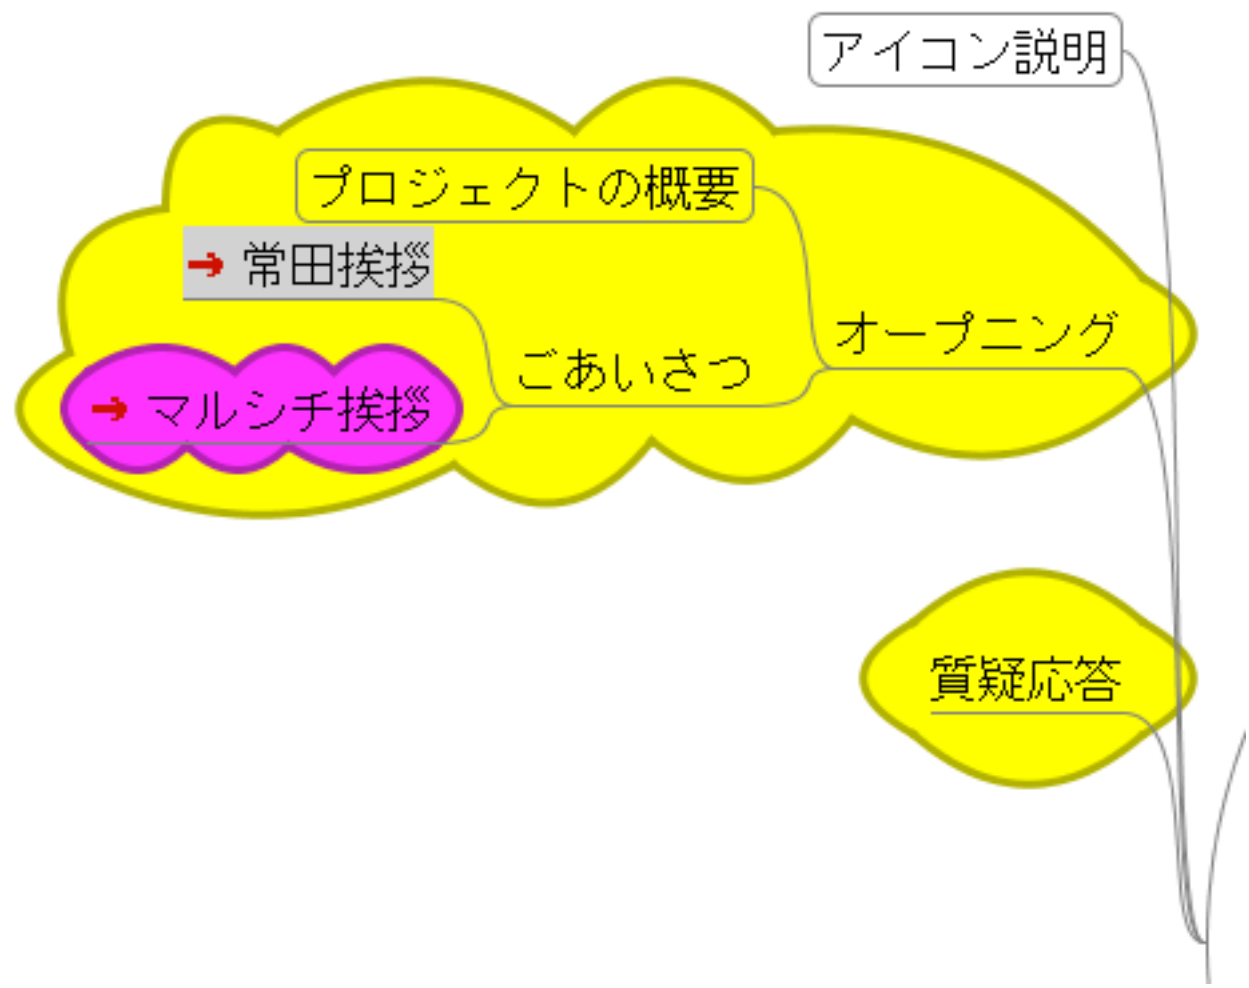 アイコン説明
プロジェクトの概要
常田挨拶
オープニング
ごあいさつ
マルシチ挨拶
質疑応答